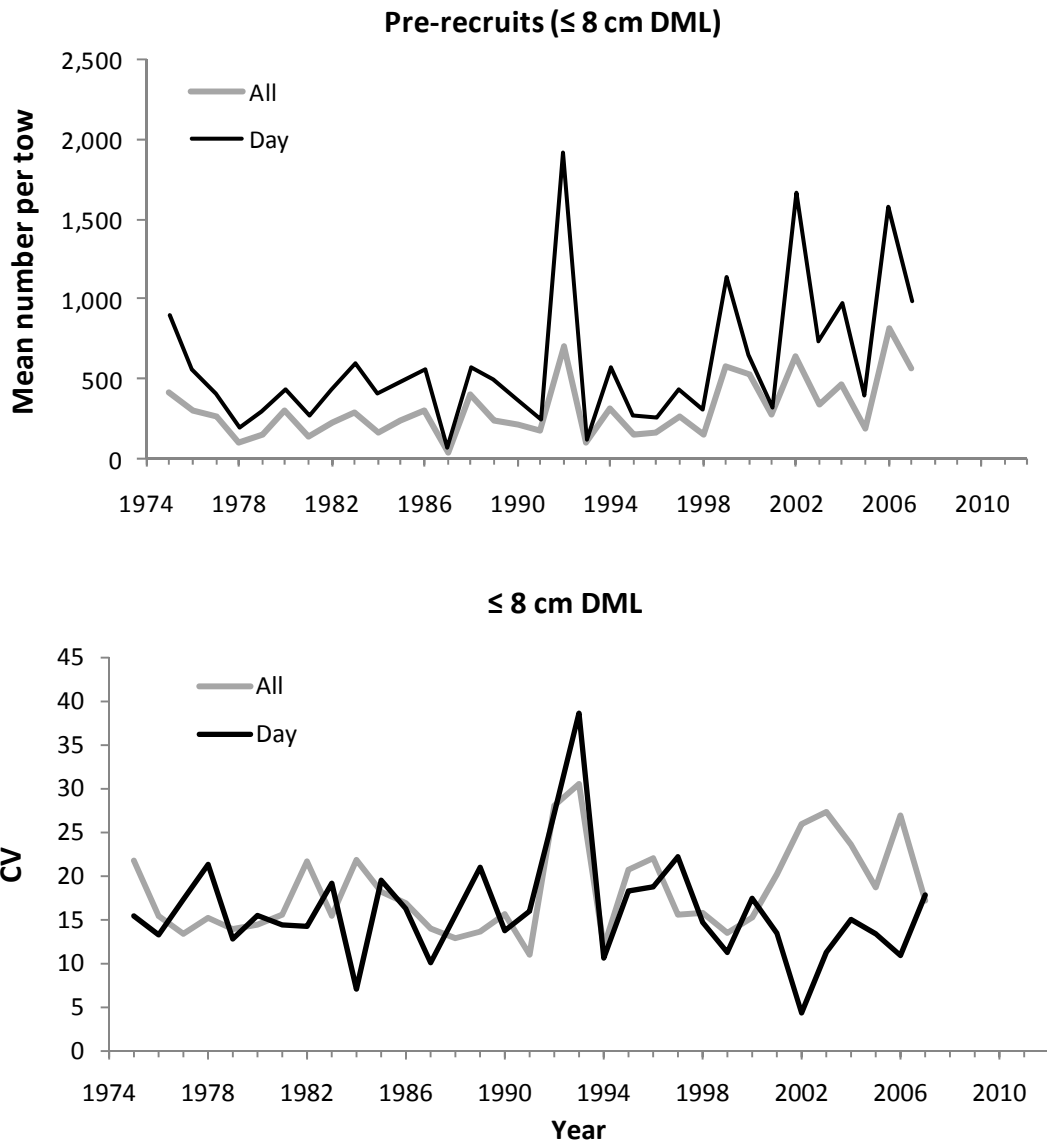 Pre-recruits (≤ 8 cm DML)
2,500
2,000
1,500
1,000
500
0
Mean number per tow
All
Day
1974 1978 1982 1986 1990 1994 1998 2002 2006 2010
≤ 8 cm DML
45
40
35
30
25
20
15
10
5
0
CV
All
Day
1974 1978 1982 1986 1990 1994 1998 2002 2006 2010
Year